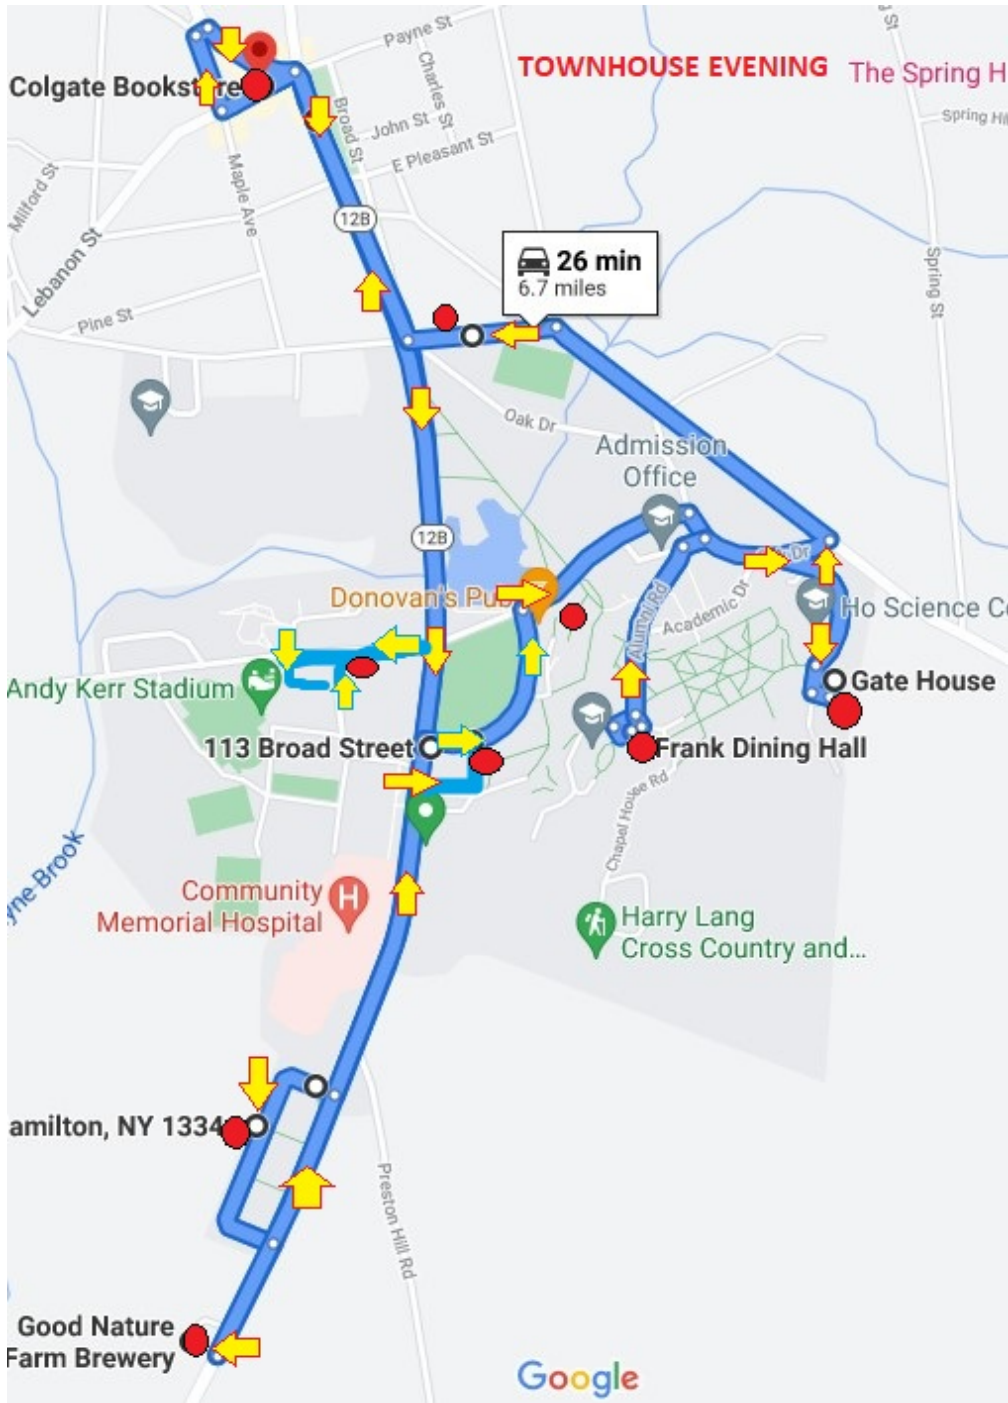 Payne St
TOWNHOUSE EVENING
The Spring H
Colgate Bookstore
Charles St
Broad St
John St
E Pleasant St
Spring Hil
Milford St
Maple Ave
12B
Lebanon St
26 min
6.7 miles
Spring St
Pine St
Oak Dr
Admission
Office
12B
Donovan's Pub
Dr
Academic Dr
Alumni Rd
Ho Science C
Andy Kerr Stadium
Gate House
113 Broad Street
Frank Dining Hall
Chapel House Rd
yne Brook
Community
Memorial Hospital
H
Harry Lang
Cross Country and...
amilton, NY 1334
Preston Hill Rd
Good Nature
Farm Brewery
Google